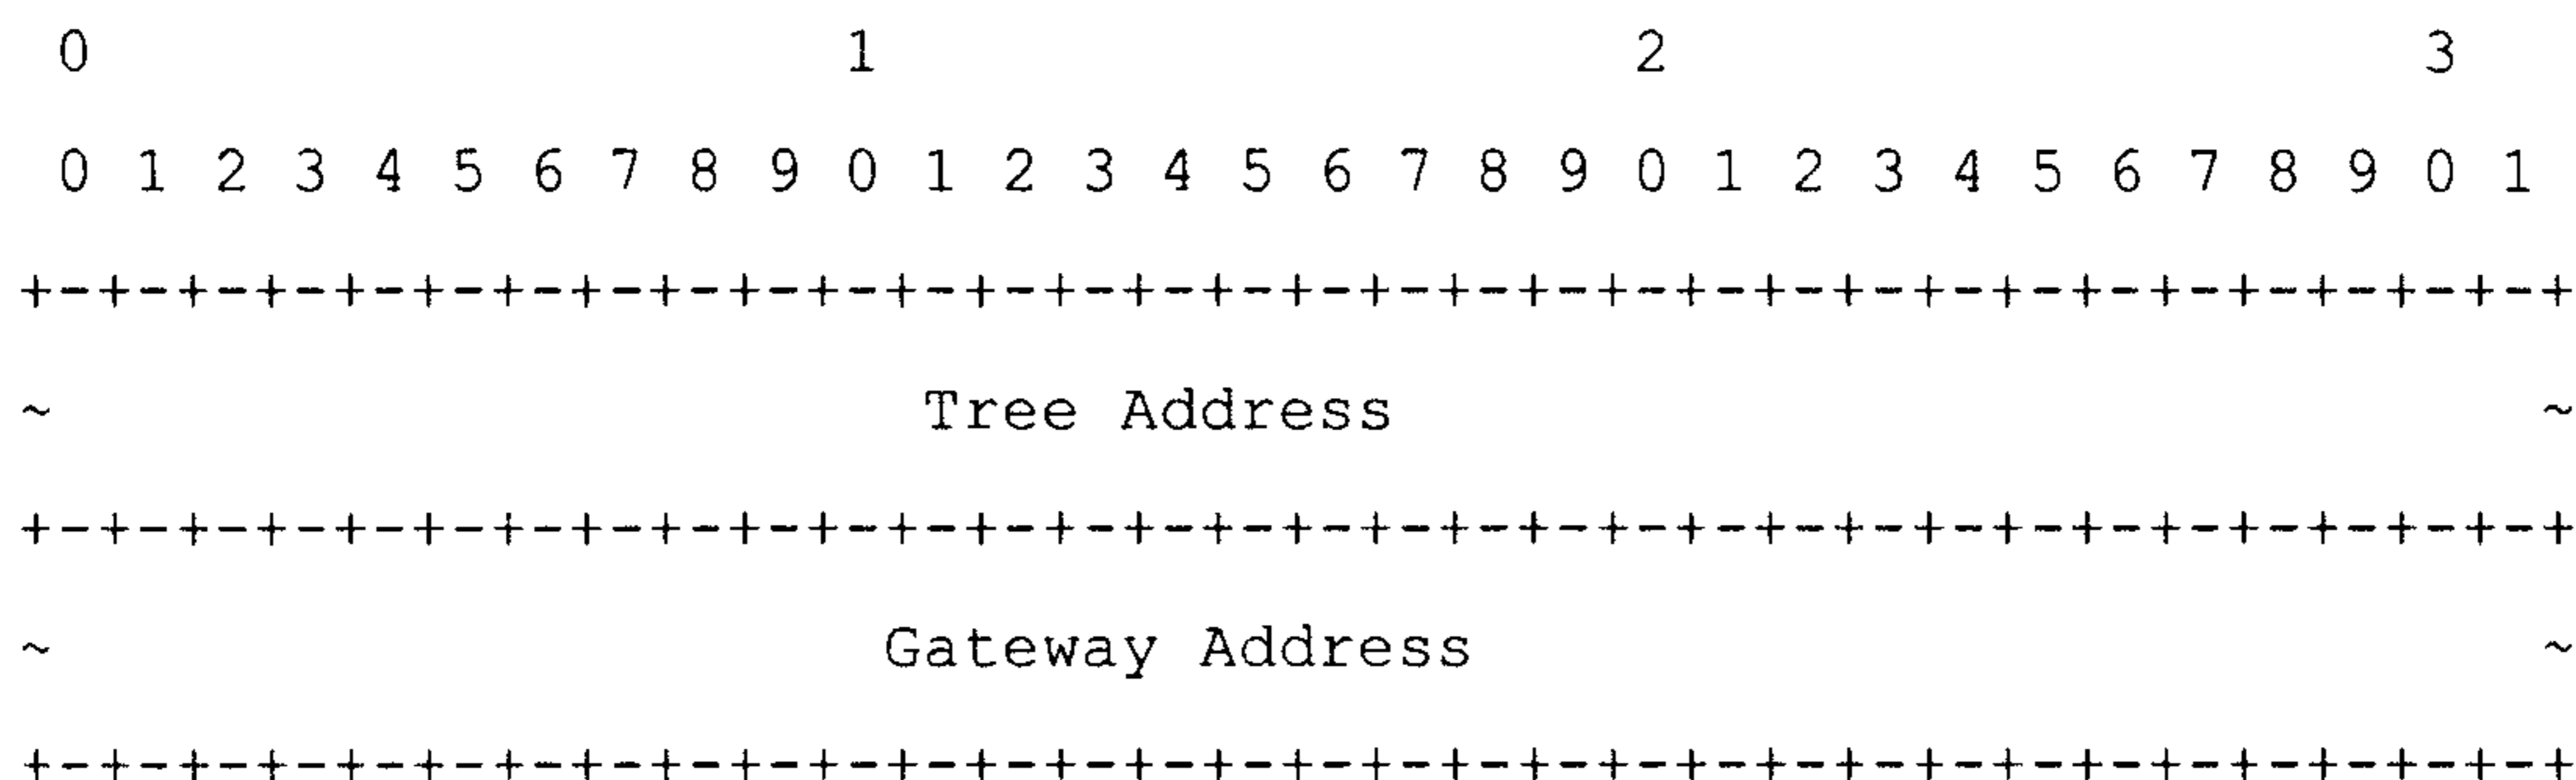 0                   1                   2                   3
0 1 2 3 4 5 6 7 8 9 0 1 2 3 4 5 6 7 8 9 0 1 2 3 4 5 6 7 8 9 0 1
+-+-+-+-+-+-+-+-+-+-+-+-+-+-+-+-+-+-+-+-+-+-+-+-+-+-+-+-+-+-+-+-+
~                      Tree Address                             ~
+-+-+-+-+-+-+-+-+-+-+-+-+-+-+-+-+-+-+-+-+-+-+-+-+-+-+-+-+-+-+-+-+
~                     Gateway Address                           ~
+-+-+-+-+-+-+-+-+-+-+-+-+-+-+-+-+-+-+-+-+-+-+-+-+-+-+-+-+-+-+-+-+